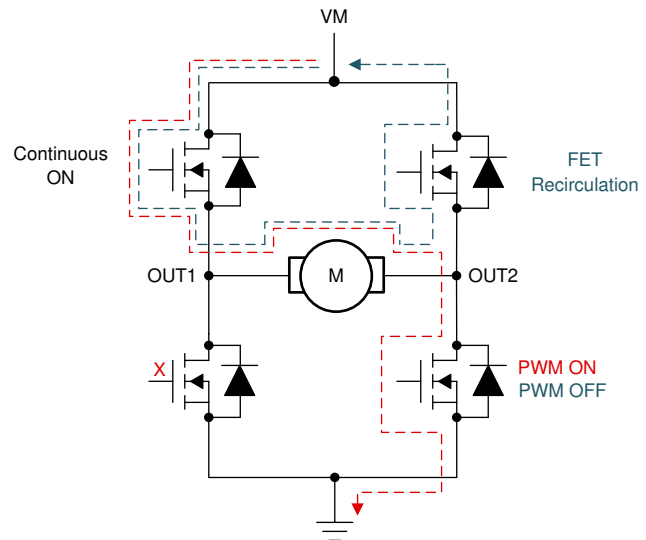 VM
Continuous
ON
FET
Recirculation
OUT1
M
OUT2
X
PWM ON
PWM OFF